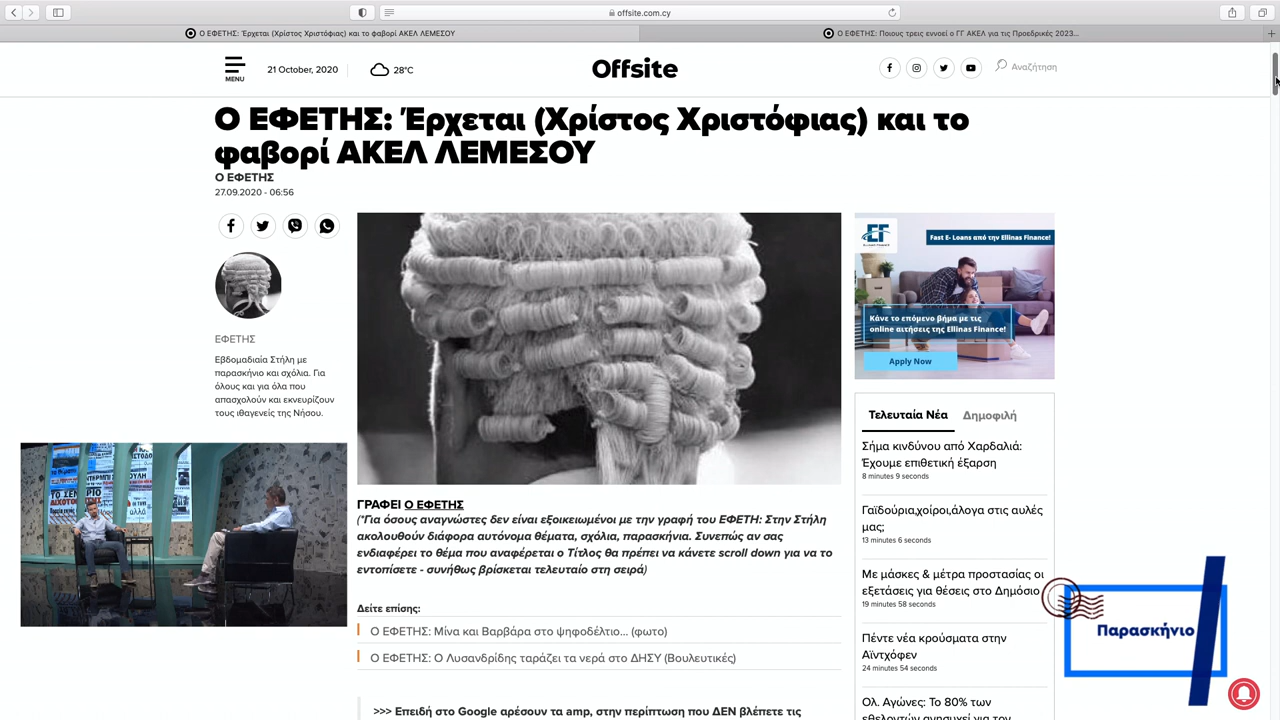 offsite.com.cy
Ο ΕΦΕΤΗΣ: Έρχεται (Χρίστος Χριστόφιας) και το φαβορί ΑΚΕΛ ΛΕΜΕΣΟΥ
Ο ΕΦΕΤΗΣ: Ποιους τρεις εννοεί ο ΓΓ ΑΚΕΛ για τις Προεδρικές 2023...
MENU
21 October, 2020
28°C
Offsite
Αναζήτηση
Ο ΕΦΕΤΗΣ: Έρχεται (Χρίστος Χριστόφιας) και το
φαβορί ΑΚΕΛ ΛΕΜΕΣΟΥ
Ο ΕΦΕΤΗΣ
27.09.2020 - 06:56
ΕΦΕΤΗΣ
Εβδομαδιαία Στήλη με
παρασκήνιο και σχόλια. Για
όλους και για όλα που
απασχολούν και εκνευρίζουν
τους ιθαγενείς της Νήσου.
ΓΡΑΦΕΙ Ο ΕΦΕΤΗΣ
(*Για όσους αναγνώστες δεν είναι εξοικειωμένοι με την γραφή του ΕΦΕΤΗ: Στην Στήλη
ακολουθούν διάφορα αυτόνομα θέματα, σχόλια, παρασκήνια. Συνεπώς αν σας
ενδιαφέρει το θέμα που αναφέρεται ο Τίτλος θα πρέπει να κάνετε scroll down για να το
εντοπίσετε - συνήθως βρίσκεται τελευταίο στη σειρά)
Δείτε επίσης:
Ο ΕΦΕΤΗΣ: Μίνα και Βαρβάρα στο ψηφοδέλτιο... (φωτο)
Ο ΕΦΕΤΗΣ: Ο Λυσανδρίδης ταράζει τα νερά στο ΔΗΣΥ (Βουλευτικές)
>>> Επειδή στο Google αρέσουν τα amp, στην περίπτωση που ΔΕΝ βλέπετε τις
EF
ELLINAS FINANCE
Fast E- Loans από την Ellinas Finance!
Κάνε το επόμενο βήμα με τις
online αιτήσεις της Ellinas Finance!
Apply Now
Τελευταία Νέα
Δημοφιλή
Σήμα κινδύνου από Χαρδαλιά:
Έχουμε επιθετική έξαρση
8 minutes 9 seconds
Γαϊδούρια,χοίροι,άλογα στις αυλές
μας;
13 minutes 6 seconds
Με μάσκες & μέτρα προστασίας οι
εξετάσεις για θέσεις στο Δημόσιο
19 minutes 58 seconds
Πέντε νέα κρούσματα στην
Αϊντχόφεν
24 minutes 54 seconds
Ολ. Αγώνες: Το 80% των
εθελοντών ανησυχεί για τον
Παρασκήνιο